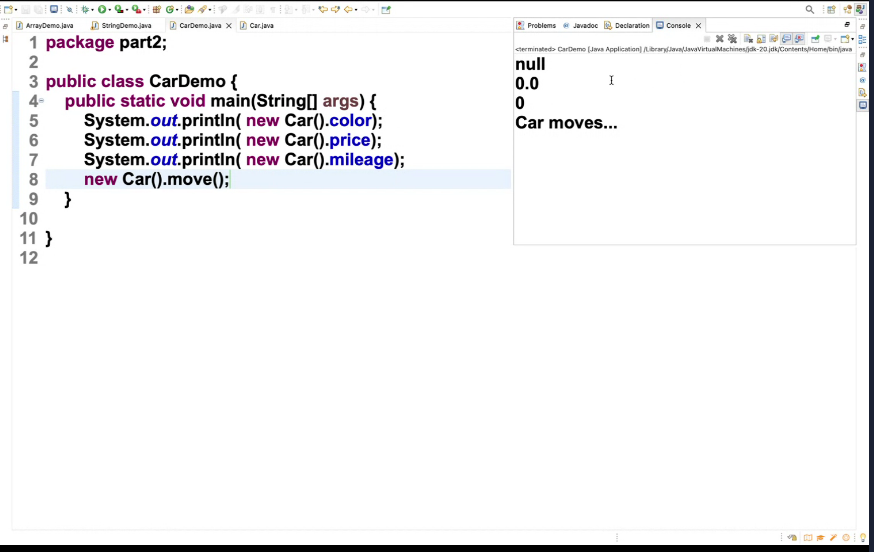 ArrayDemo.java
StringDemo.java
CarDemo.java
Car.java
1 package part2;
2
3 public class CarDemo {
4 public static void main(String[] args) {
5 System.out.println( new Car().color);
6 System.out.println( new Car().price);
7 System.out.println( new Car().mileage);
8 new Car().move();
9 }
10
11 }
12
Problems
Javadoc
Declaration
Console
<terminated> CarDemo [Java Application] /Library/Java/JavaVirtualMachines/jdk-20.jdk/Contents/Home/bin/java
null
0.0
0
Car moves...